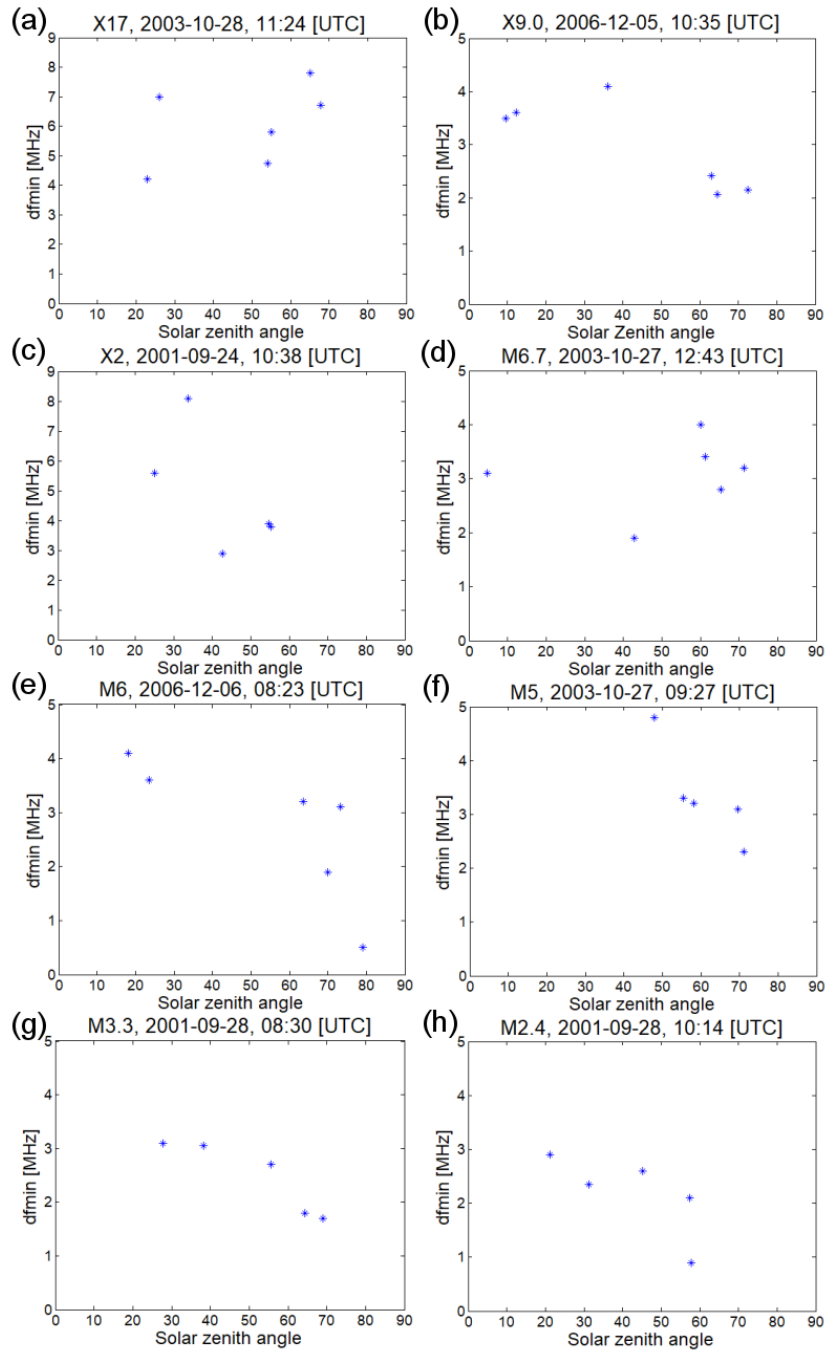 (a)
X17, 2003-10-28, 11:24 [UTC]
9
8
7
6
5
4
3
2
1
0
dfmin [MHz]
0 10 20 30 40 50 60 70 80 90
Solar zenith angle
(b)
X9.0, 2006-12-05, 10:35 [UTC]
5
4
3
2
1
0
dfmin [MHz]
0 10 20 30 40 50 60 70 80 90
Solar Zenith angle
(c)
X2, 2001-09-24, 10:38 [UTC]
9
8
7
6
5
4
3
2
1
0
dfmin [MHz]
0 10 20 30 40 50 60 70 80 90
Solar zenith angle
(d)
M6.7, 2003-10-27, 12:43 [UTC]
5
4
3
2
1
0
dfmin [MHz]
0 10 20 30 40 50 60 70 80 90
Solar zenith angle
(e)
M6, 2006-12-06, 08:23 [UTC]
5
4
3
2
1
0
dfmin [MHz]
0 10 20 30 40 50 60 70 80 90
Solar zenith angle
(f)
M5, 2003-10-27, 09:27 [UTC]
5
4
3
2
1
0
dfmin [MHz]
0 10 20 30 40 50 60 70 80 90
Solar zenith angle
(g)
M3.3, 2001-09-28, 08:30 [UTC]
5
4
3
2
1
0
dfmin [MHz]
0 10 20 30 40 50 60 70 80 90
Solar zenith angle
(h)
M2.4, 2001-09-28, 10:14 [UTC]
5
4
3
2
1
0
dfmin [MHz]
0 10 20 30 40 50 60 70 80 90
Solar zenith angle